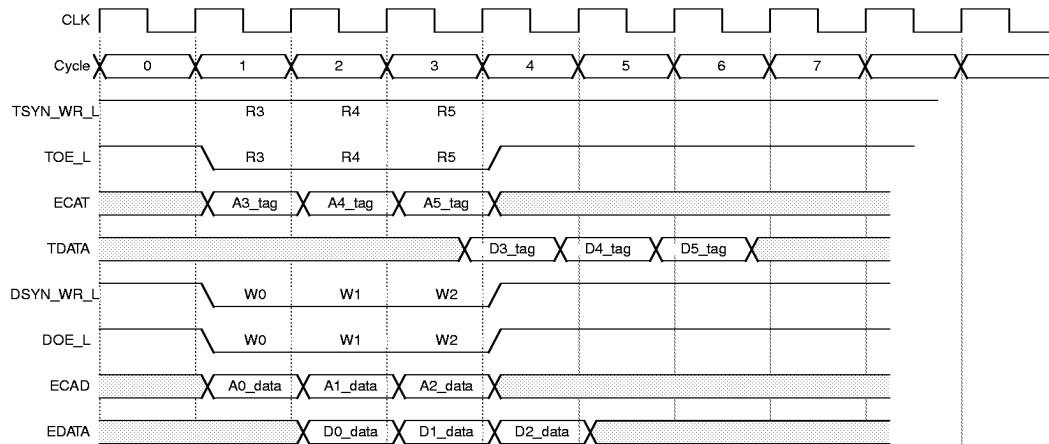 CLK
Cycle 0 1 2 3 4 5 6 7
TSYN_WR_L R3 R4 R5
TOE_L R3 R4 R5
ECAT A3_tag A4_tag A5_tag
TDATA D3_tag D4_tag D5_tag
DSYN_WR_L W0 W1 W2
DOE_L W0 W1 W2
ECAD A0_data A1_data A2_data
EDATA D0_data D1_data D2_data